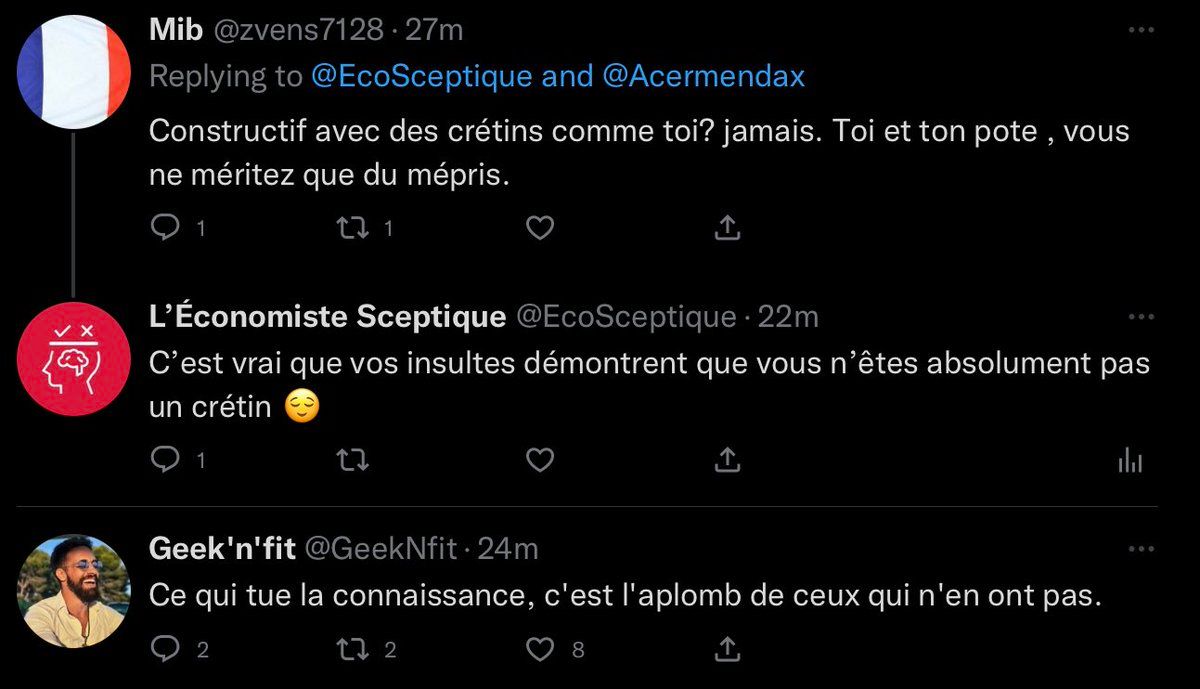 Mib @zvens7128 · 27m
Replying to @EcoSceptique and @Acermendax
Constructif avec des crétins comme toi? jamais. Toi et ton pote , vous
ne méritez que du mépris.
1 1
L’Économiste Sceptique @EcoSceptique · 22m
C’est vrai que vos insultes démontrent que vous n’êtes absolument pas
un crétin 😌
1
Geek'n'fit @GeekNfit · 24m
Ce qui tue la connaissance, c'est l'aplomb de ceux qui n'en ont pas.
2 2 8